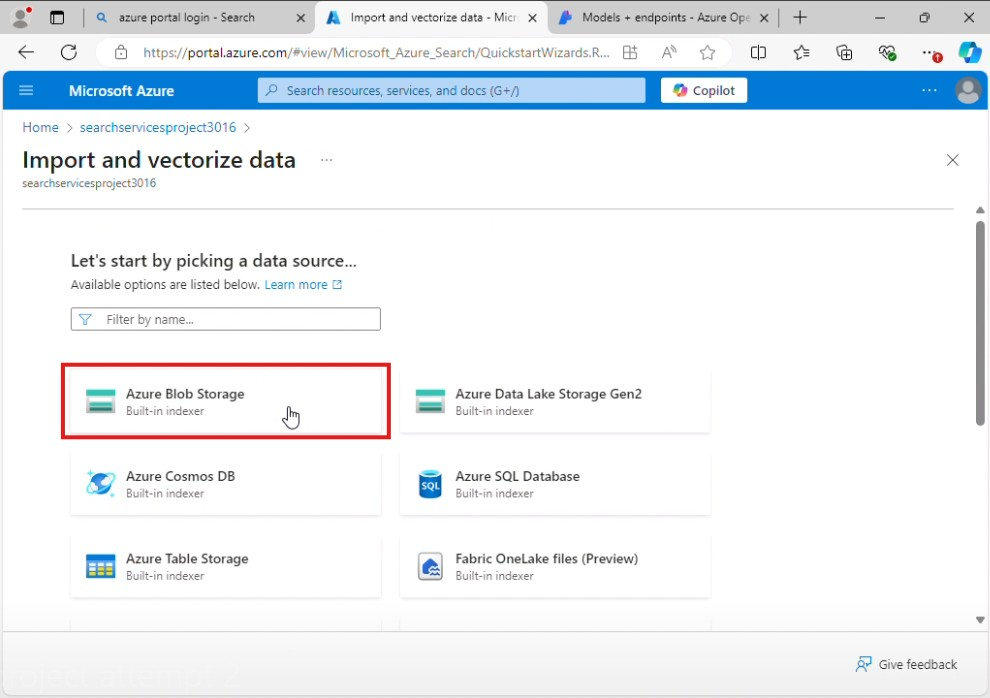 azure portal login - Search
Import and vectorize data - Micr
Models + endpoints - Azure Ope
https://portal.azure.com/#view/Microsoft_Azure_Search/QuickstartWizards.R...
Microsoft Azure
Search resources, services, and docs (G+/)
Copilot
Home > searchservicesproject3016 >
Import and vectorize data ...
searchservicesproject3016
Let's start by picking a data source...
Available options are listed below. Learn more
Filter by name...
Azure Blob Storage
Built-in indexer
Azure Data Lake Storage Gen2
Built-in indexer
Azure Cosmos DB
Built-in indexer
SQL
Azure SQL Database
Built-in indexer
Azure Table Storage
Built-in indexer
Fabric OneLake files (Preview)
Built-in indexer
Give feedback